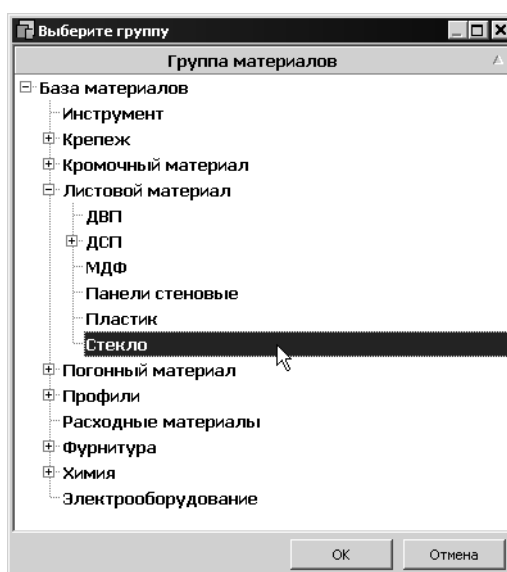 Выберите группу
Группа материалов
База материалов
Инструмент
Крепеж
Кромочный материал
Листовой материал
ДВП
ДСП
МДФ
Панели стеновые
Пластик
Стекло
Погонный материал
Профили
Расходные материалы
Фурнитура
Химия
Электрооборудование
ОК
Отмена